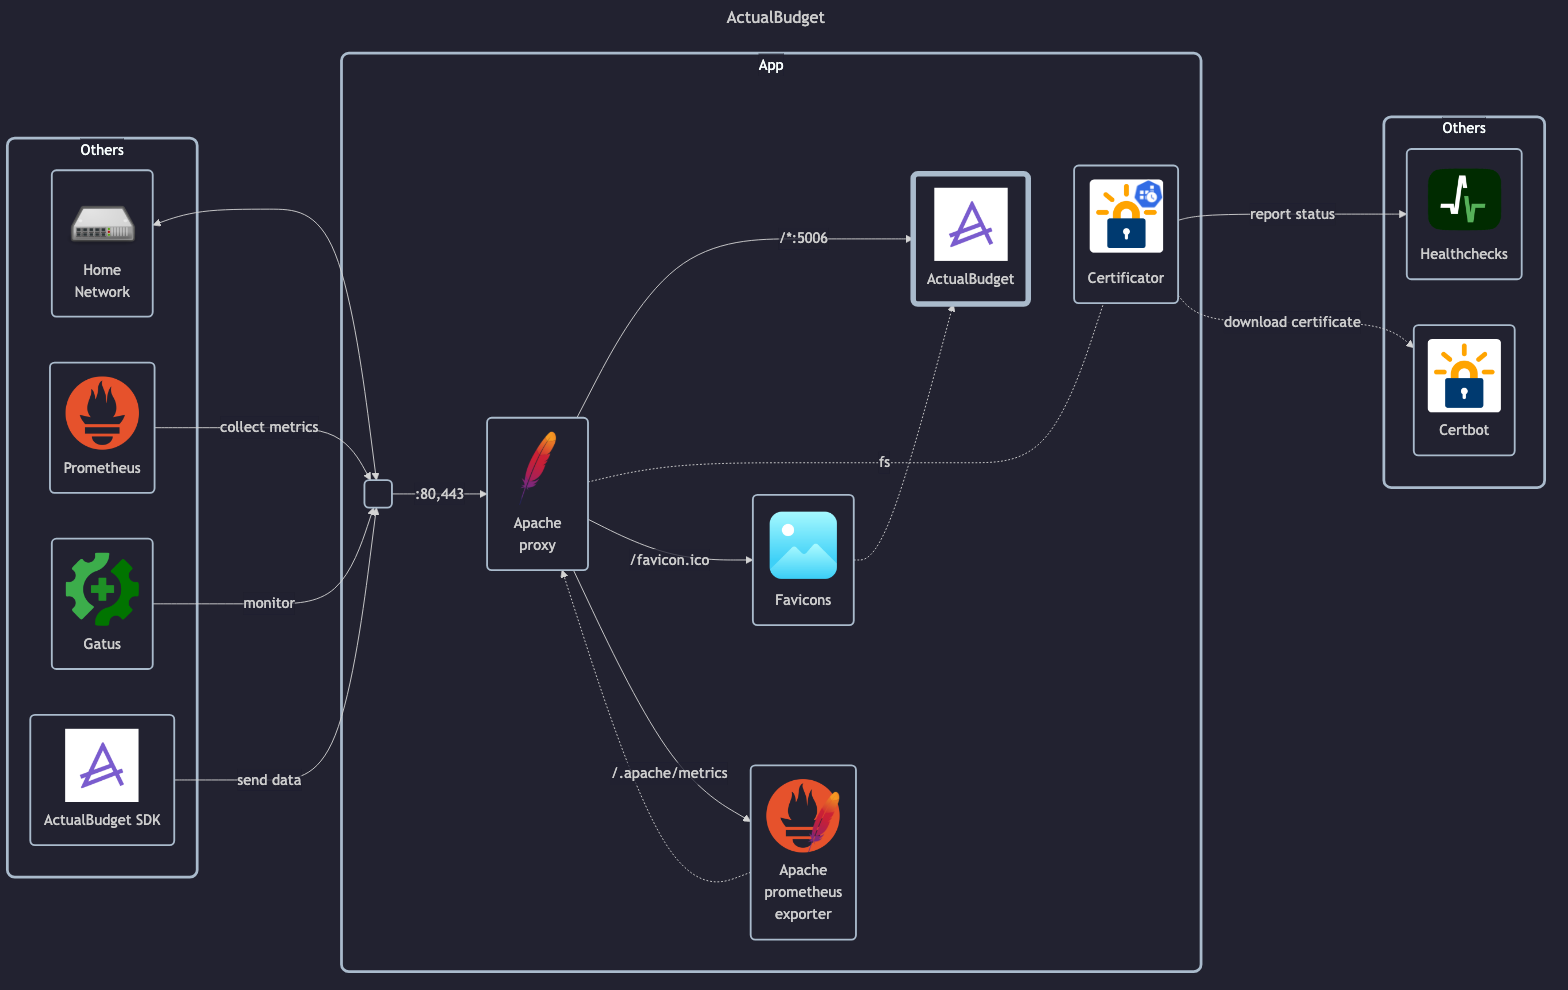 ActualBudget
App
Others
Home
Network
Prometheus
Gatus
ActualBudget SDK
collect metrics
monitor
send data
:80,443
Apache
proxy
/*:5006
fs
/favicon.ico
/.apache/metrics
ActualBudget
Certificator
Favicons
Apache
prometheus
exporter
report status
download certificate
Others
Healthchecks
Certbot